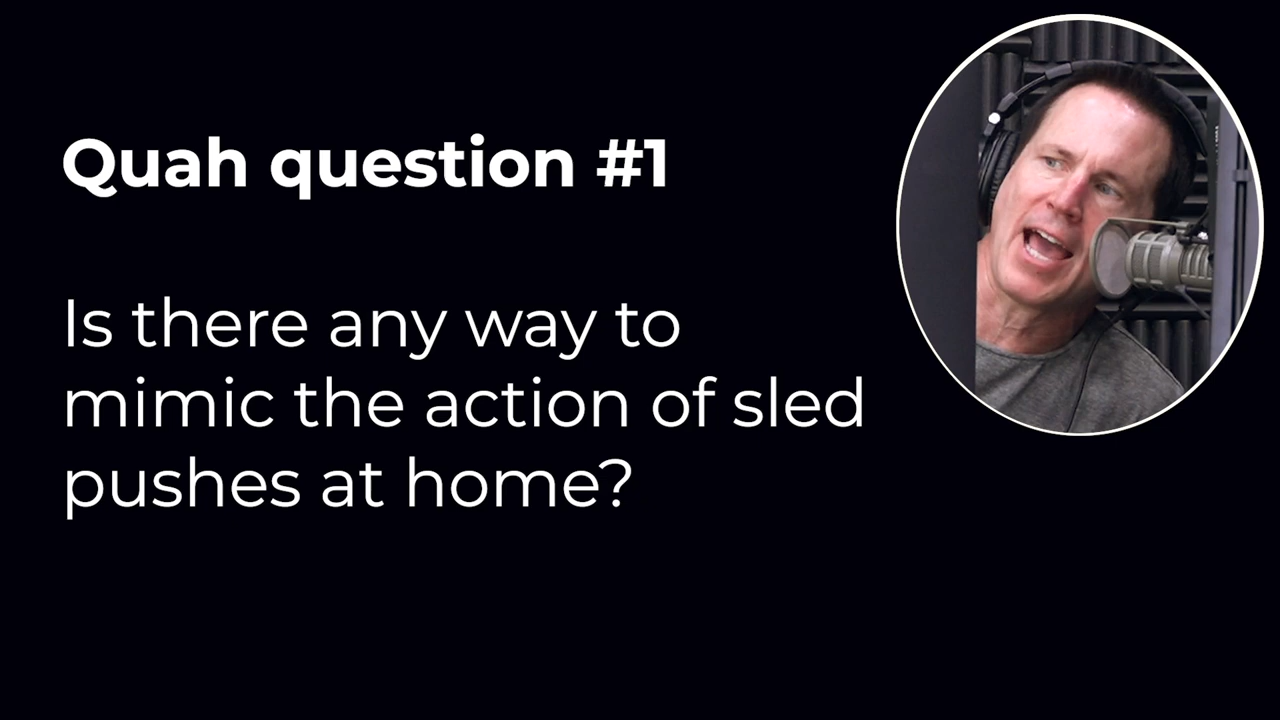 Quah question #1
Is there any way to
mimic the action of sled
pushes at home?